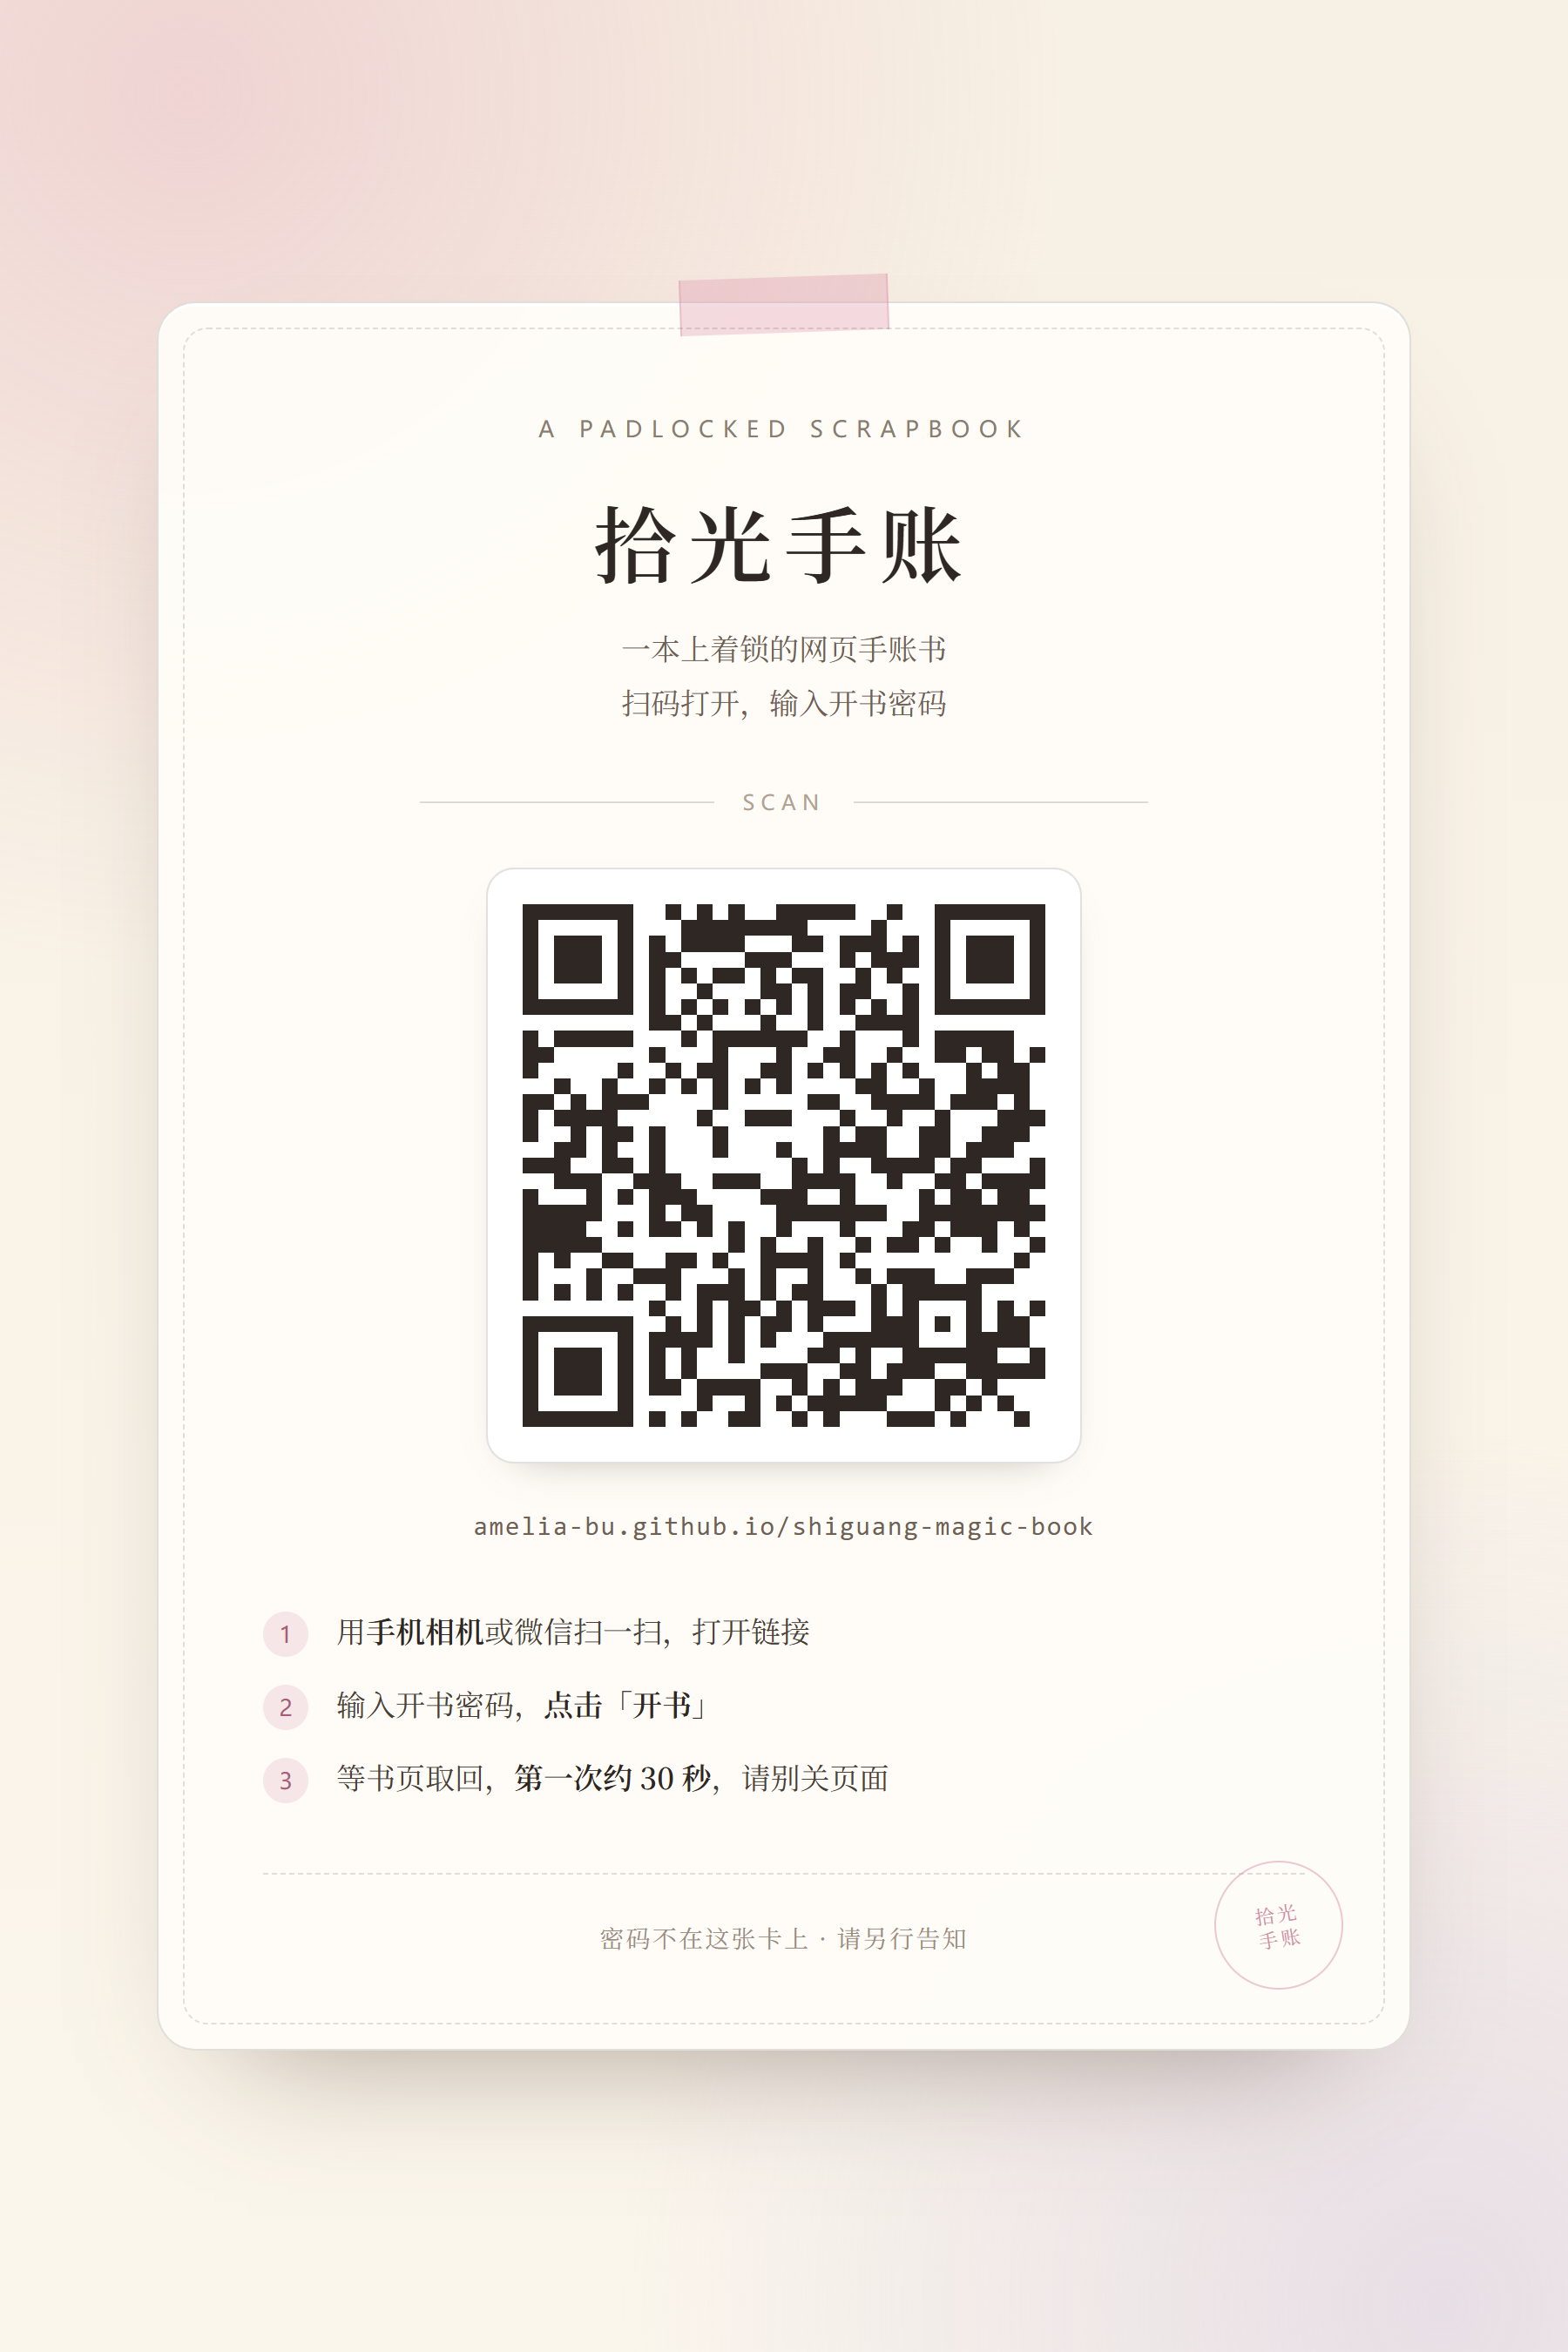 A PADLOCKED SCRAPBOOK
拾光手账
一本上着锁的网页手账书
扫码打开，输入开书密码
SCAN
amelia-bu.github.io/shiguang-magic-book
1 用手机相机或微信扫一扫，打开链接
2 输入开书密码，点击「开书」
3 等书页取回，第一次约 30 秒，请别关页面
密码不在这张卡上 · 请另行告知
拾光
手账